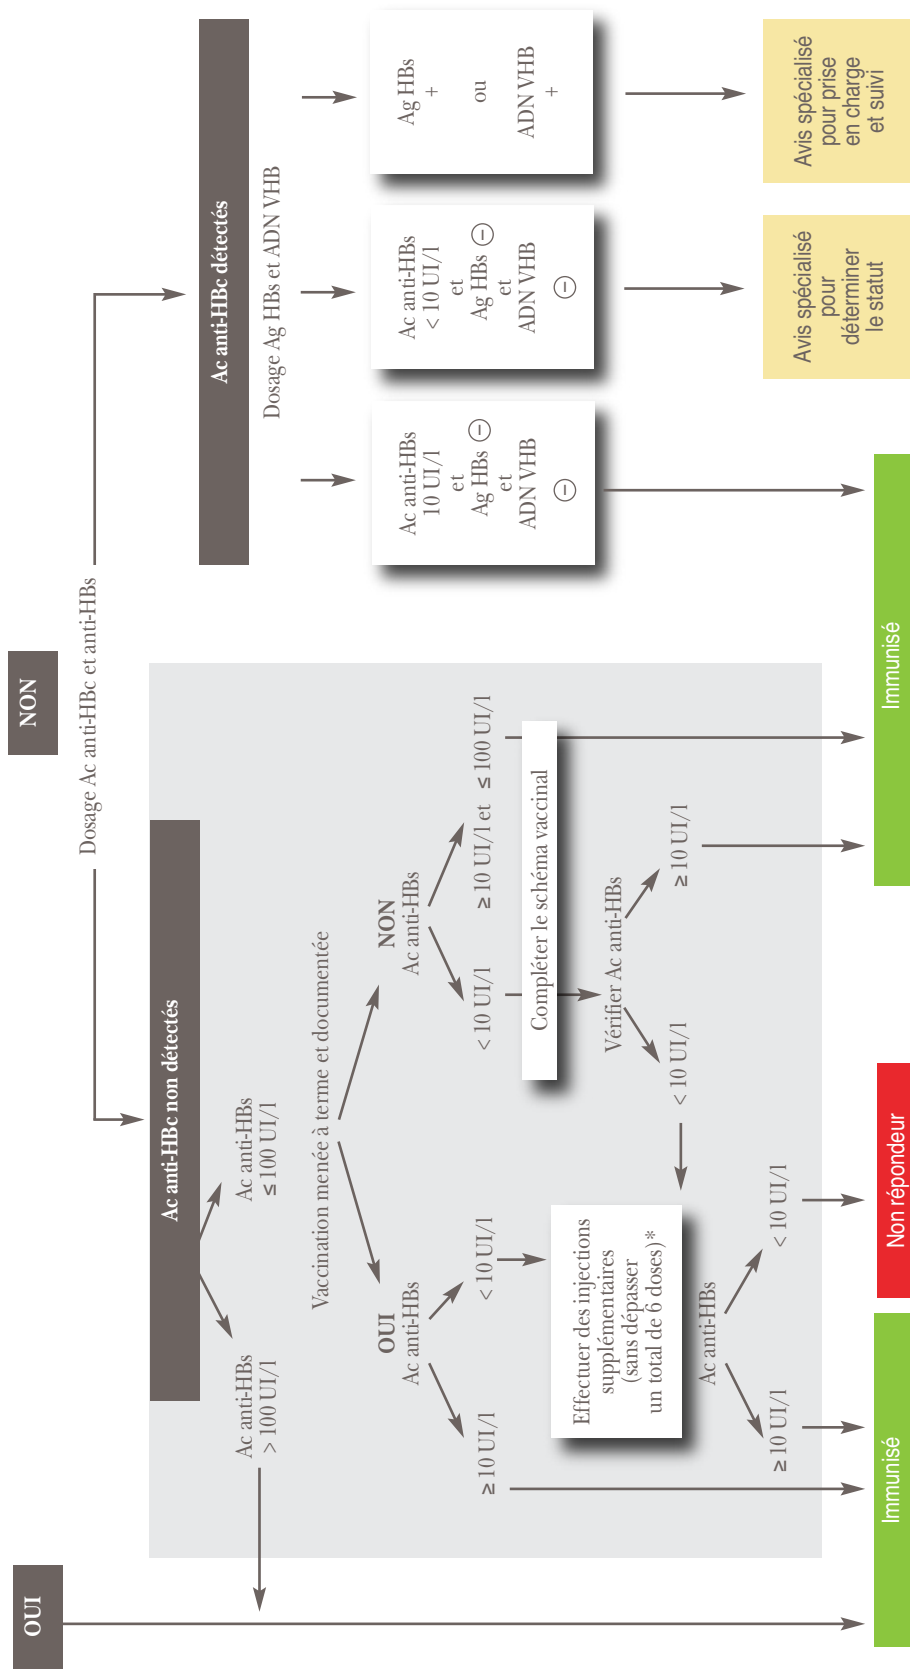 OUI
NON
Dosage Ac anti-HBc et anti-HBs
Ac anti-HBc non détectés
Ac anti-HBs
> 100 UI/l
Ac anti-HBs
≤ 100 UI/l
Vaccination menée à terme et documentée
OUI
Ac anti-HBs
NON
Ac anti-HBs
≥ 10 UI/l
< 10 UI/l
< 10 UI/l
≥ 10 UI/l et ≤ 100 UI/l
Compléter le schéma vaccinal
Vérifier Ac anti-HBs
< 10 UI/l
≥ 10 UI/l
Effectuer des injections
supplémentaires
(sans dépasser
un total de 6 doses)*
Ac anti-HBs
≥ 10 UI/l
< 10 UI/l
Ac anti-HBc détectés
Dosage Ag HBs et ADN VHB
Ac anti-HBs
10 UI/l
et
Ag HBs ⊖
et
ADN VHB
⊖
Ac anti-HBs
< 10 UI/l
et
Ag HBs ⊖
et
ADN VHB
⊖
Ag HBs
+
ou
ADN VHB
+
Immunisé
Non répondeur
Immunisé
Avis spécialisé
pour
déterminer
le statut
Avis spécialisé
pour prise
en charge
et suivi